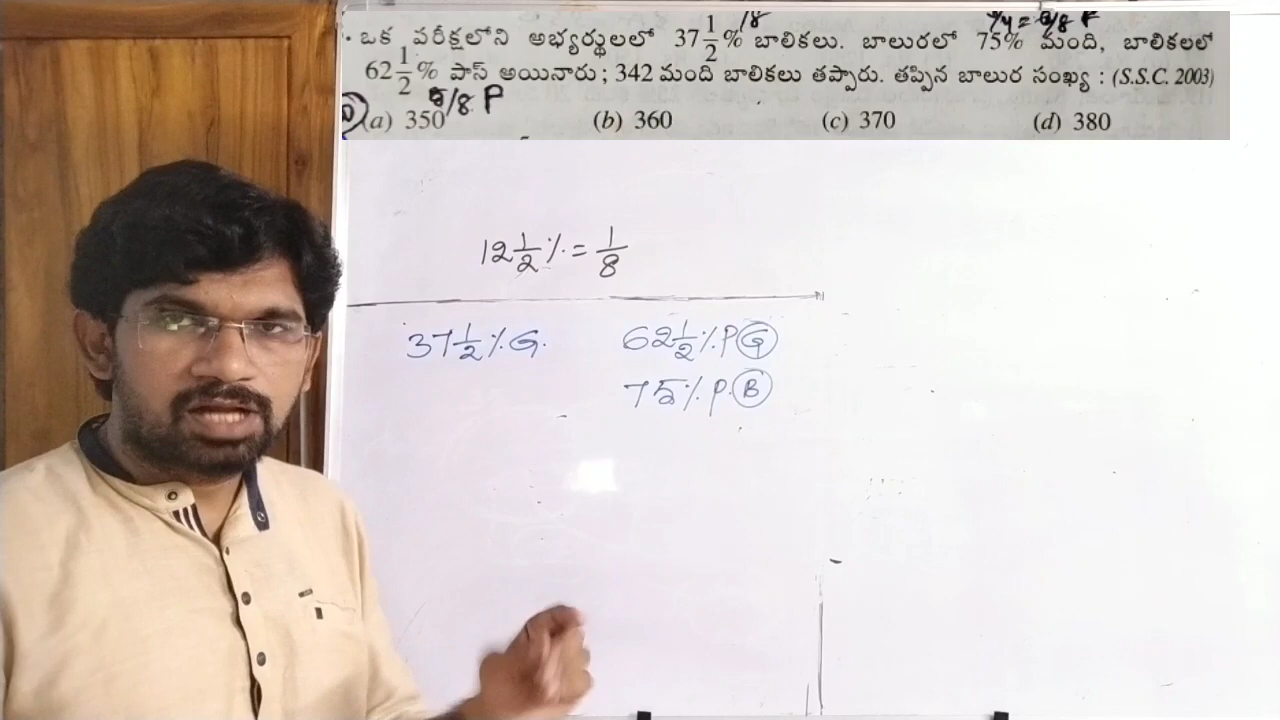 /8 3/4 = 6/8 P
ఒక పరీక్షలోని అభ్యర్థులలో 37 1/2 % బాలికలు. బాలురలో 75% మంది, బాలికలలో
62 1/2 % పాస్ అయినారు ; 342 మంది బాలికలు తప్పారు. తప్పిన బాలుర సంఖ్య : (S.S.C. 2003)
5/8 P
(a) 350 (b) 360 (c) 370 (d) 380
12 1/2 % = 1/8
37 1/2 % G. 62 1/2 % P G
75% P. B